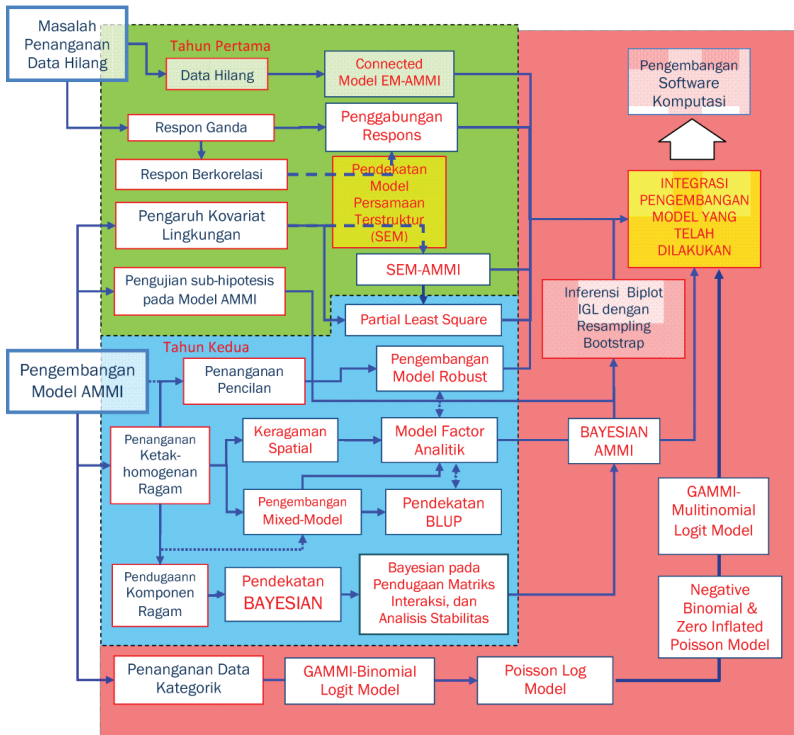 Masalah
Penanganan
Data Hilang
Tahun Pertama
Data Hilang
Connected
Model EM-AMMI
Pengembangan
Software
Komputasi
Respon Ganda
Penggabungan
Respons
Respon Berkorelasi
Pendekatan
Model
Persamaan
Terstruktur
(SEM)
INTEGRASI
PENGEMBANGAN
MODEL YANG
TELAH
DILAKUKAN
Pengaruh Kovariat
Lingkungan
SEM-AMMI
Pengujian sub-hipotesis
pada Model AMMI
Partial Least Square
Inferensi Biplot
IGL dengan
Resampling
Bootstrap
Tahun Kedua
Pengembangan
Model AMMI
Penanganan
Pencilan
Pengembangan
Model Robust
Penanganan
Ketak-
homogenan
Ragam
Keragaman
Spatial
Model Factor
Analitik
BAYESIAN
AMMI
Pengembangan
Mixed-Model
Pendekatan
BLUP
GAMMI-
Mulitinomial
Logit Model
Pendugaann
Komponen
Ragam
Pendekatan
BAYESIAN
Bayesian pada
Pendugaan Matriks
Interaksi, dan
Analisis Stabilitas
Negative
Binomial &
Zero Inflated
Poisson Model
Penanganan Data
Kategorik
GAMMI-Binomial
Logit Model
Poisson Log
Model